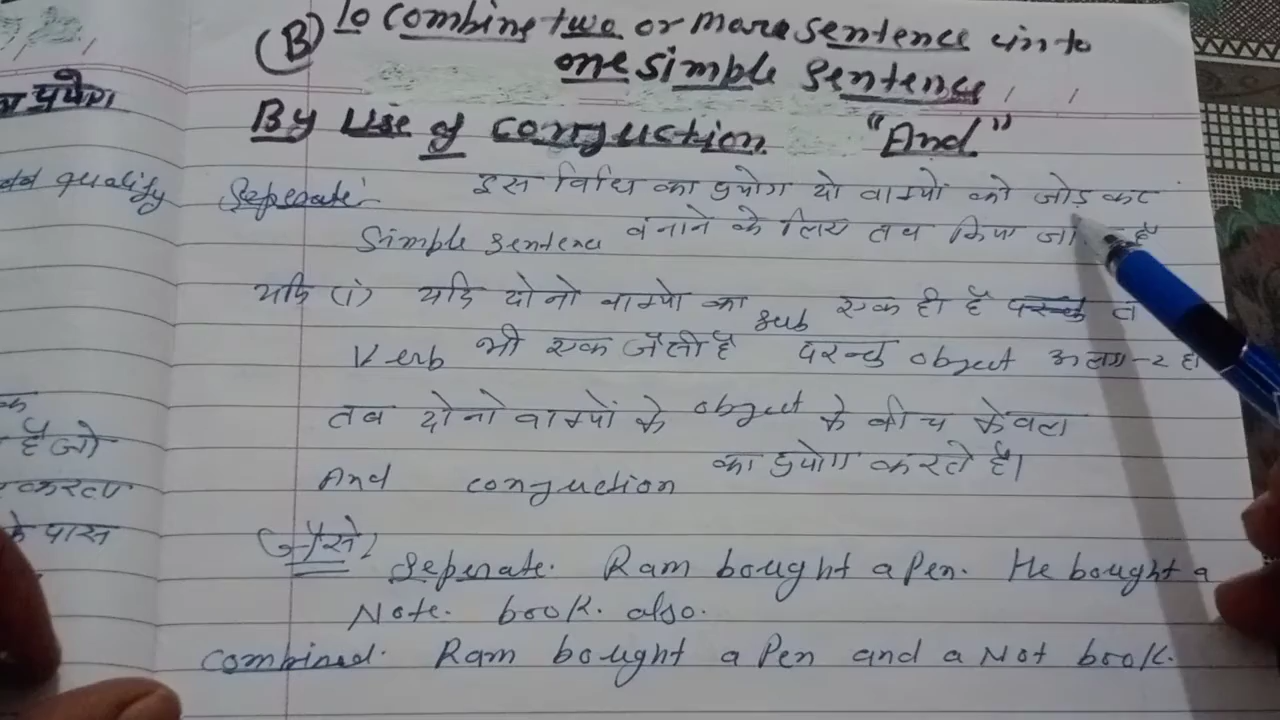 (B) To combine two or more sentence into
one simple sentence
By Use of conjuction "And"
Seperate:- इस विधि का प्रयोग दो वाक्यो को जोड़ कर
Simple sentence बनाने के लिए तब किया जा है
यदि (i) यदि दोनो वाक्यो का sub एक ही है
Verb भी एक जैसी है परन्तु object अलग-२ हो
तब दोनो वाक्यों के object के बीच केवल
And conjuction का प्रयोग करते है।
जैसे,
Seperate. Ram bought a Pen. He bought a
Note. book. also.
Combined. Ram bought a Pen and a Not book.
qualify
है जो
के पास